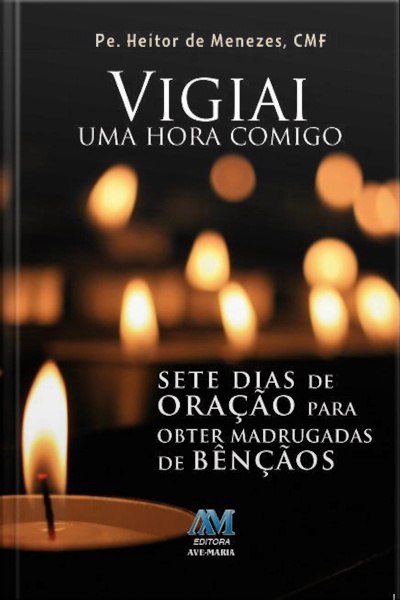 Pe. Heitor de Menezes, CMF
VIGIAI
UMA HORA COMIGO
SETE DIAS DE
ORAÇÃO PARA
OBTER MADRUGADAS
DE BÊNÇÃOS
AM
EDITORA
AVE-MARIA